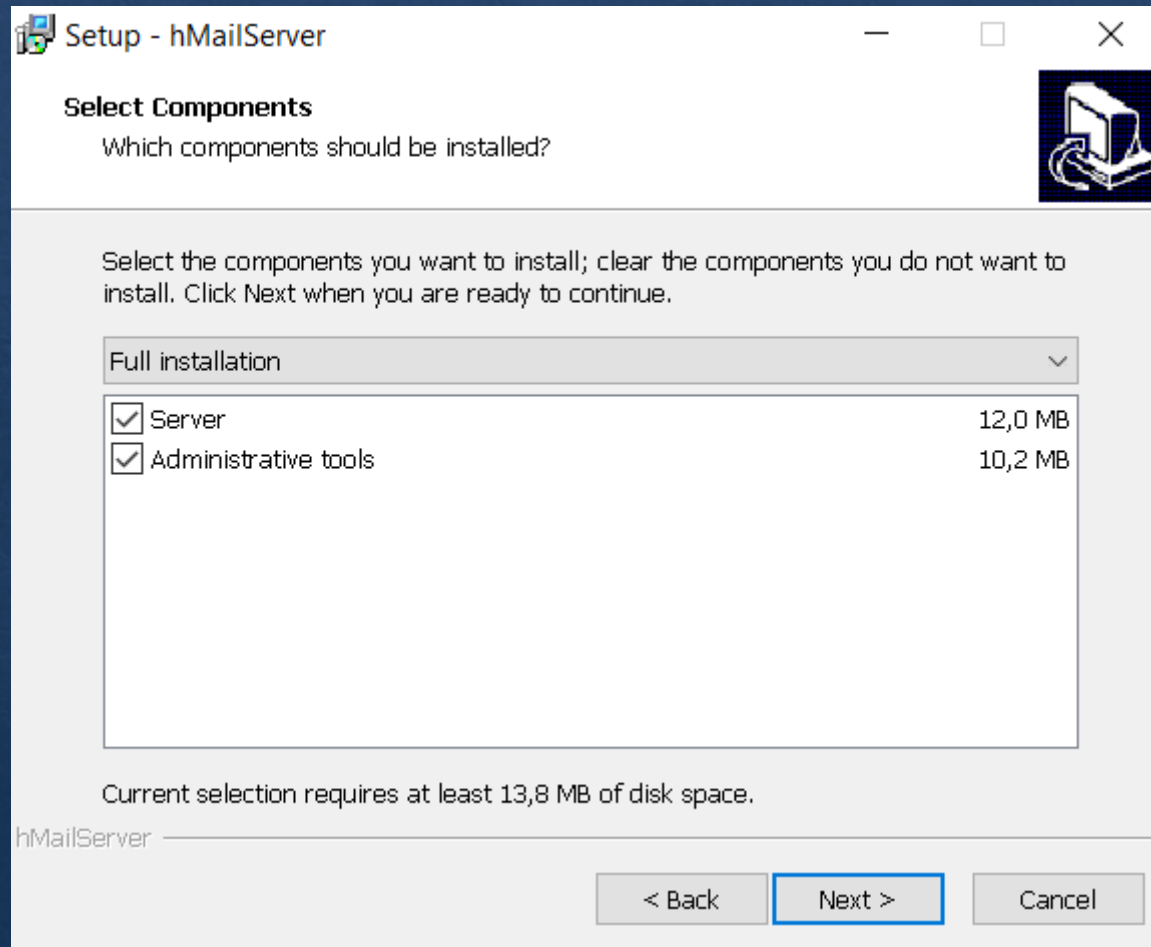 Setup - hMailServer
Select Components
Which components should be installed?
Select the components you want to install; clear the components you do not want to
install. Click Next when you are ready to continue.
Full installation
Server 12,0 MB
Administrative tools 10,2 MB
Current selection requires at least 13,8 MB of disk space.
hMailServer
< Back Next > Cancel